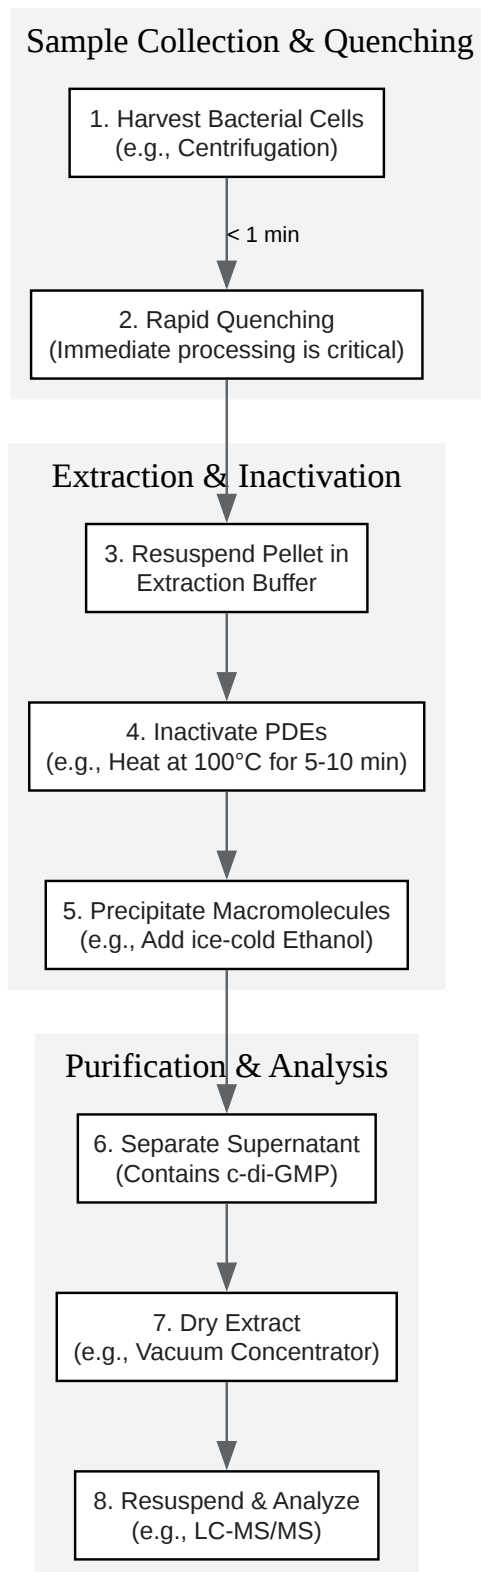 Sample Collection & Quenching
1. Harvest Bacterial Cells
(e.g., Centrifugation)
< 1 min
2. Rapid Quenching
(Immediate processing is critical)
Extraction & Inactivation
3. Resuspend Pellet in
Extraction Buffer
4. Inactivate PDEs
(e.g., Heat at 100°C for 5-10 min)
5. Precipitate Macromolecules
(e.g., Add ice-cold Ethanol)
Purification & Analysis
6. Separate Supernatant
(Contains c-di-GMP)
7. Dry Extract
(e.g., Vacuum Concentrator)
8. Resuspend & Analyze
(e.g., LC-MS/MS)